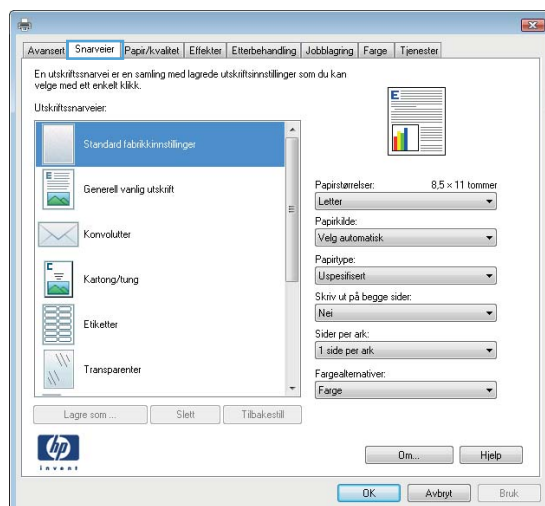 Avansert Snarveier Papir/kvalitet Effekter Etterbehandling Jobblagring Farge Tjenester
En utskriftssnarvei er en samling med lagrede utskriftsinnstillinger som du kan
velge med ett enkelt klikk.
Utskriftssnarveier:
Standard fabrikkinnstillinger
Generell vanlig utskrift
Konvolutter
Kartong/tung
Etiketter
Transparenter
Lagre som ... Slett Tilbakestill
E
Papirstørrelser: 8,5 × 11 tommer
Letter
Papirkilde:
Velg automatisk
Papirtype:
Uspesifisert
Skriv ut på begge sider:
Nei
Sider per ark:
1 side per ark
Fargealternativer:
Farge
hp
invent
Om... Hjelp
OK Avbryt Bruk